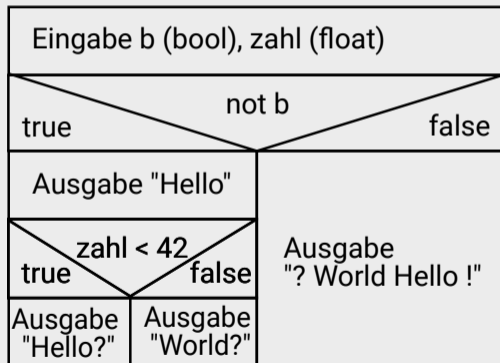 Eingabe b (bool), zahl (float)
not b
true
false
Ausgabe "Hello"
zahl < 42
true
false
Ausgabe
"Hello?"
Ausgabe
"World?"
Ausgabe
"? World Hello !"